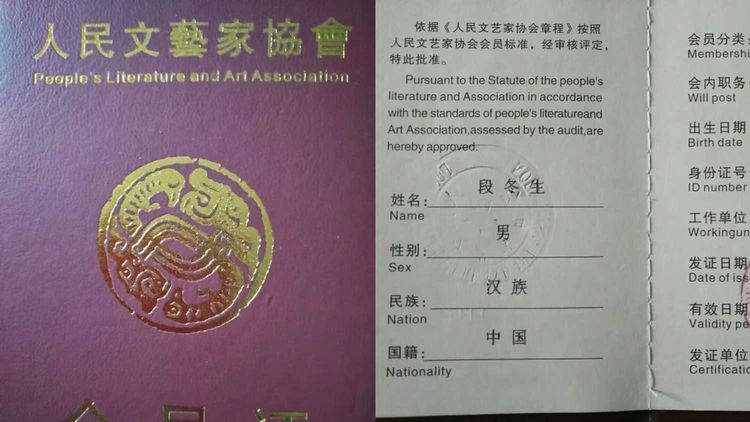 人民文藝家協會
People's Literature and Art Association
依据《人民文艺家协会章程》按照
人民文艺家协会会员标准，经审核评定，
特此批准。
Pursuant to the Statute of the people's
literature and Association in accordance
with the standards of people's literatureand
Art Association,assessed by the audit,are
hereby approved.
姓名: 段冬生
Name
性别: 男
Sex
民族: 汉族
Nation
国籍: 中国
Nationality
会员分类
Membersh
会内职务
Will post
出生日期
Birth date
身份证号
ID number
工作单位
Workingun
发证日期
Date of iss
有效日期
Validity pe
发证单位
Certificatio